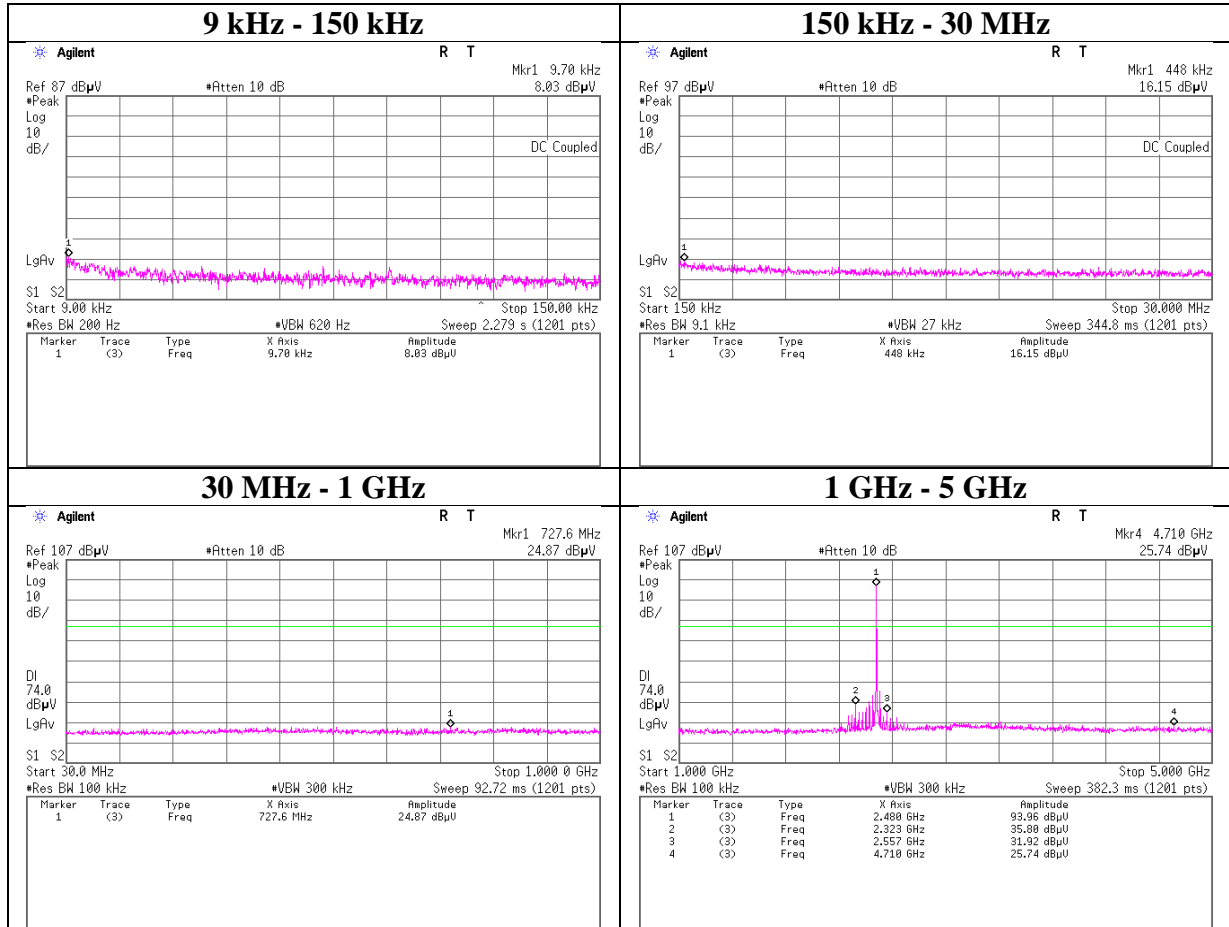 9 kHz - 150 kHz
Agilent R T
Mkr1 9.70 kHz
Ref 87 dBµV #Atten 10 dB 8.03 dBµV
#Peak
Log
10
dB/
DC Coupled
1
LgAv
S1 S2
Start 9.00 kHz ^ Stop 150.00 kHz
#Res BW 200 Hz #VBW 620 Hz Sweep 2.279 s (1201 pts)
Marker Trace Type X Axis Amplitude
1 (3) Freq 9.70 kHz 8.03 dBµV
150 kHz - 30 MHz
Agilent R T
Mkr1 448 kHz
Ref 97 dBµV #Atten 10 dB 16.15 dBµV
#Peak
Log
10
dB/
DC Coupled
1
LgAv
S1 S2
Start 150 kHz Stop 30.000 MHz
#Res BW 9.1 kHz #VBW 27 kHz Sweep 344.8 ms (1201 pts)
Marker Trace Type X Axis Amplitude
1 (3) Freq 448 kHz 16.15 dBµV
30 MHz - 1 GHz
Agilent R T
Mkr1 727.6 MHz
Ref 107 dBµV #Atten 10 dB 24.87 dBµV
#Peak
Log
10
dB/
DI
74.0
dBµV
1
LgAv
S1 S2
Start 30.0 MHz Stop 1.000 0 GHz
#Res BW 100 kHz #VBW 300 kHz Sweep 92.72 ms (1201 pts)
Marker Trace Type X Axis Amplitude
1 (3) Freq 727.6 MHz 24.87 dBµV
1 GHz - 5 GHz
Agilent R T
Mkr4 4.710 GHz
Ref 107 dBµV #Atten 10 dB 25.74 dBµV
#Peak
1
Log
10
dB/
DI
74.0
2 3
dBµV
4
LgAv
S1 S2
Start 1.000 GHz Stop 5.000 GHz
#Res BW 100 kHz #VBW 300 kHz Sweep 382.3 ms (1201 pts)
Marker Trace Type X Axis Amplitude
1 (3) Freq 2.480 GHz 93.96 dBµV
2 (3) Freq 2.323 GHz 35.80 dBµV
3 (3) Freq 2.557 GHz 31.92 dBµV
4 (3) Freq 4.710 GHz 25.74 dBµV